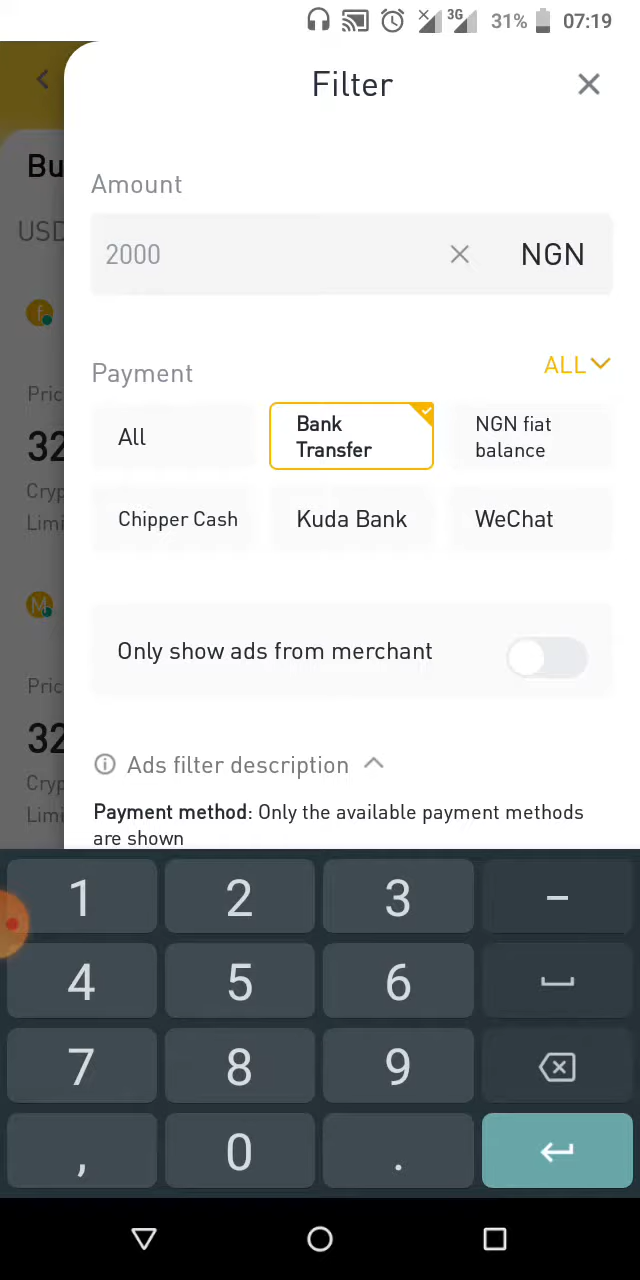 3G 31% 07:19
Filter
Bu
Amount
USD
2000 NGN
Payment ALL
Pric
All
Bank
Transfer
NGN fiat
balance
32
Cryp
Limi
Chipper Cash
Kuda Bank
WeChat
M
Only show ads from merchant
Pric
32
Ads filter description
Cryp
Limi
Payment method: Only the available payment methods
are shown
1 2 3 –
4 5 6
7 8 9
, 0 .